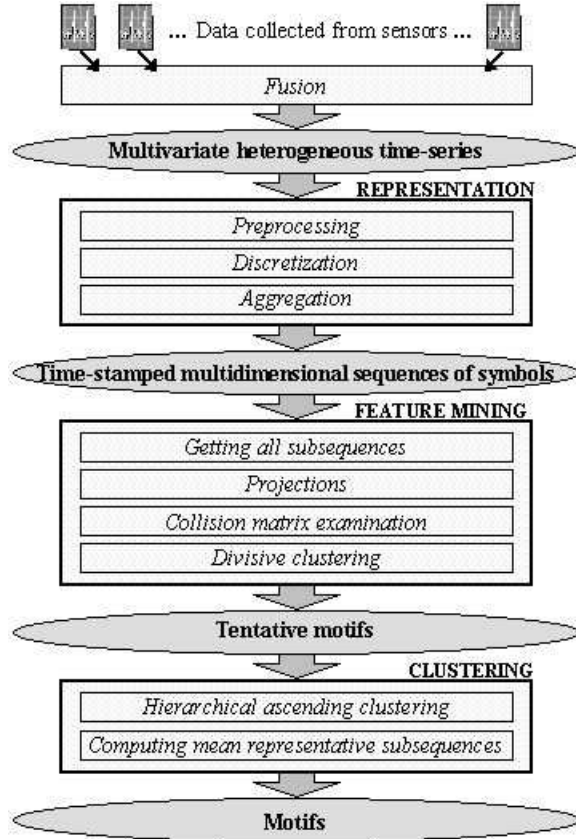 ... Data collected from sensors ...
Fusion
Multivariate heterogeneous time-series
REPRESENTATION
Preprocessing
Discretization
Aggregation
Time-stamped multidimensional sequences of symbols
FEATURE MINING
Getting all subsequences
Projections
Collision matrix examination
Divisive clustering
Tentative motifs
CLUSTERING
Hierarchical ascending clustering
Computing mean representative subsequences
Motifs